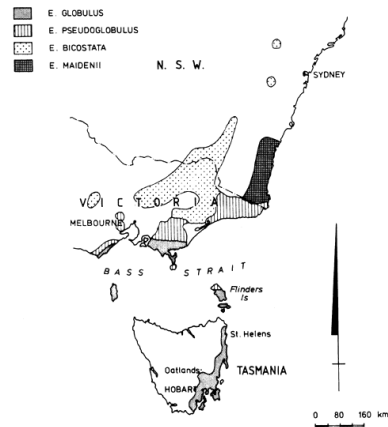 E. GLOBULUS
E. PSEUDOGLOBULUS
E. BICOSTATA
E. MAIDENII
N. S. W.
SYDNEY
VICTORIA
MELBOURNE
BASS STRAIT
Flinders
Is
St. Helens
Oatlands
TASMANIA
HOBART
0 80 160 km